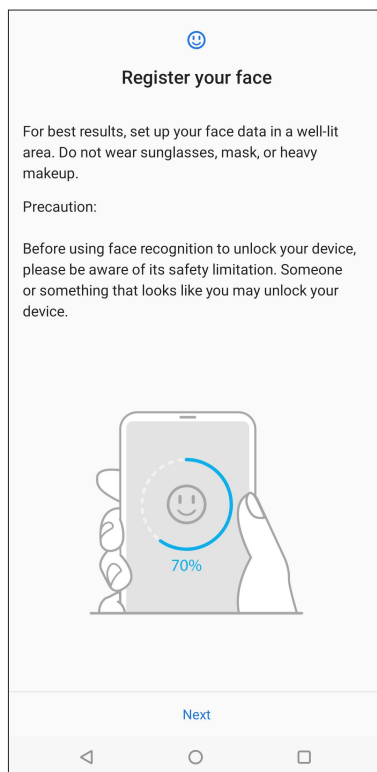 Register your face
For best results, set up your face data in a well-lit
area. Do not wear sunglasses, mask, or heavy
makeup.
Precaution:
Before using face recognition to unlock your device,
please be aware of its safety limitation. Someone
or something that looks like you may unlock your
device.
70%
Next